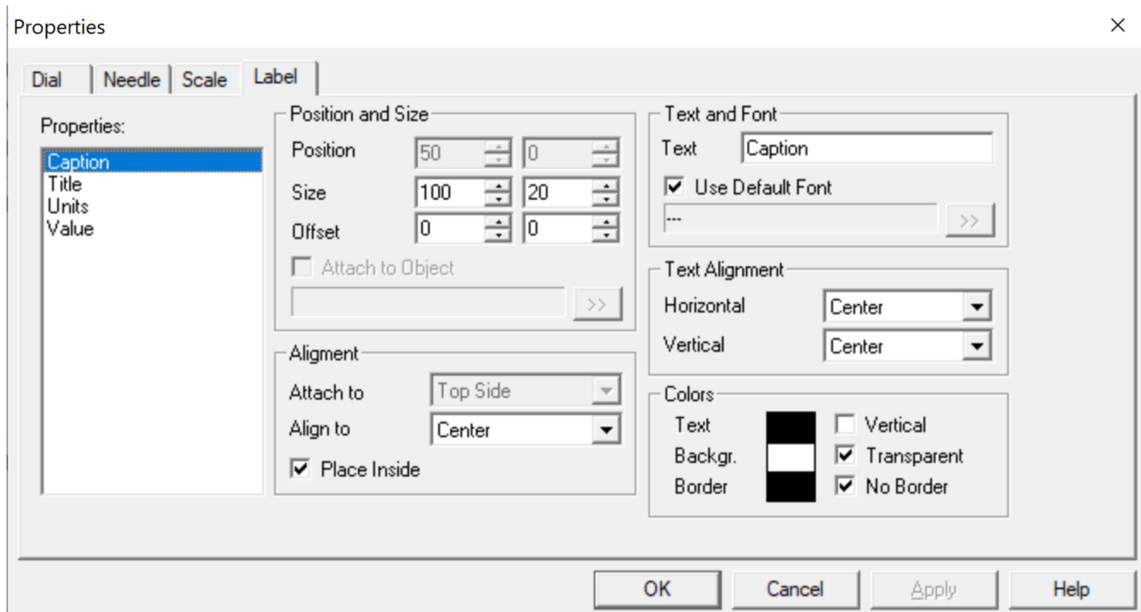 Properties
Dial Needle Scale Label
Properties:
Caption
Title
Units
Value
Position and Size
Position 50 0
Size 100 20
Offset 0 0
Attach to Object
>>
Aligment
Attach to Top Side
Align to Center
Place Inside
Text and Font
Text Caption
Use Default Font
--- >>
Text Alignment
Horizontal Center
Vertical Center
Colors
Text Vertical
Backgr. Transparent
Border No Border
OK Cancel Apply Help